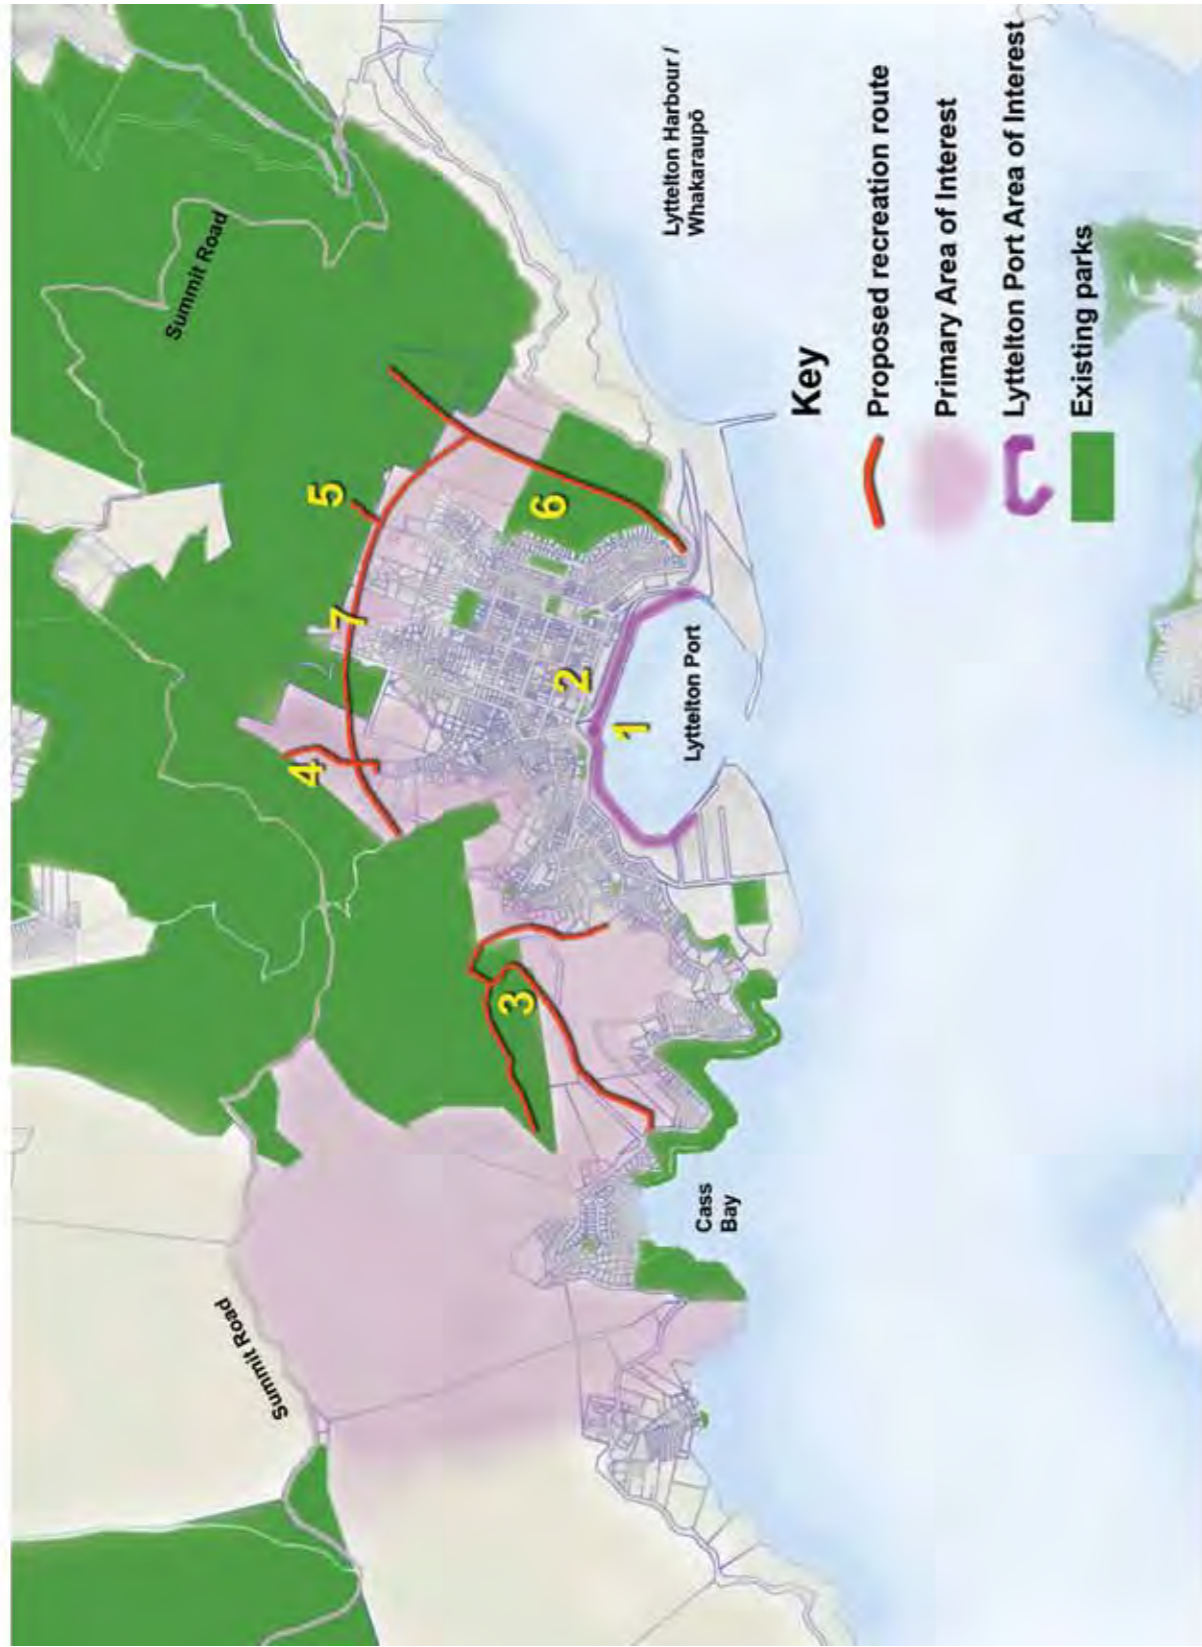 Summit Road
Summit Road
5
7
4
6
2
1
3
Lyttelton Port
Cass
Bay
Lyttelton Harbour /
Whakaraupō
Key
Proposed recreation route
Primary Area of Interest
Lyttelton Port Area of Interest
Existing parks